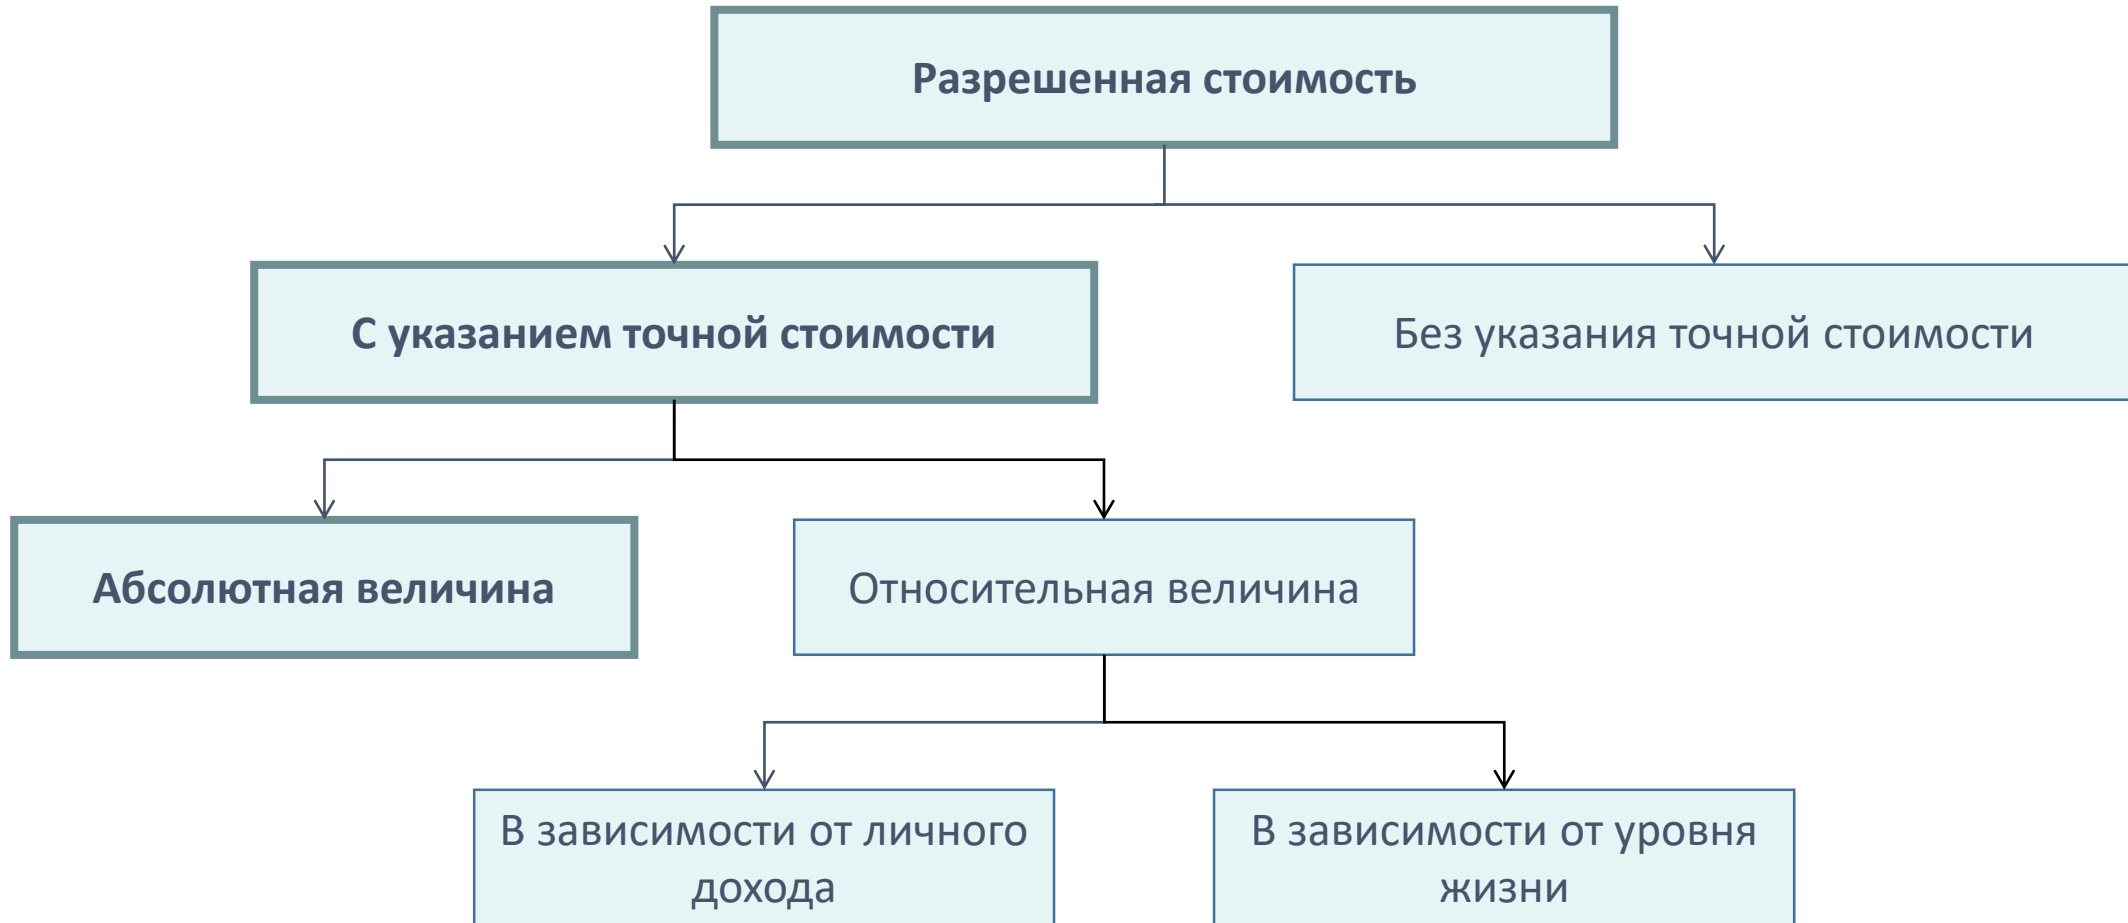 Разрешенная стоимость
С указанием точной стоимости
Без указания точной стоимости
Абсолютная величина
Относительная величина
В зависимости от личного
дохода
В зависимости от уровня
жизни